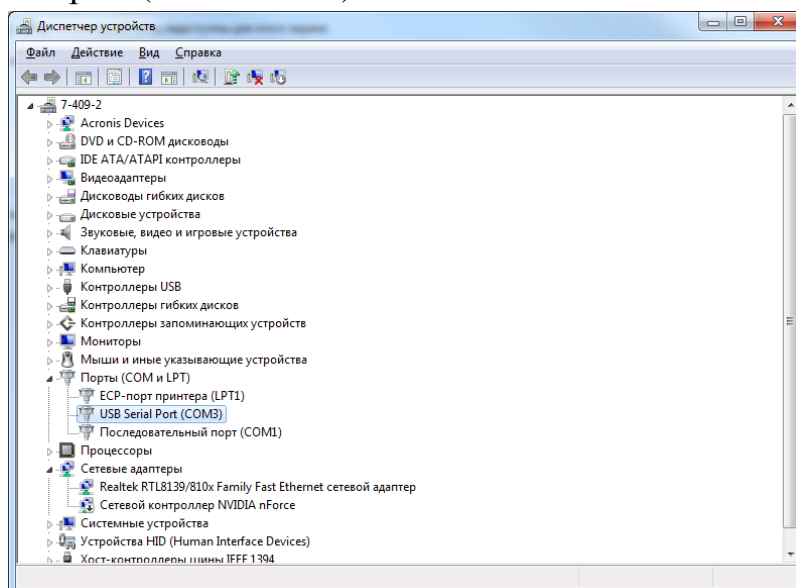 Диспетчер устройств
Файл Действие Вид Справка
7-409-2
Acronis Devices
DVD и CD-ROM дисководы
IDE ATA/ATAPI контроллеры
Видеоадаптеры
Дисководы гибких дисков
Дисковые устройства
Звуковые, видео и игровые устройства
Клавиатуры
Компьютер
Контроллеры USB
Контроллеры гибких дисков
Контроллеры запоминающих устройств
Мониторы
Мыши и иные указывающие устройства
Порты (COM и LPT)
ECP-порт принтера (LPT1)
USB Serial Port (COM3)
Последовательный порт (COM1)
Процессоры
Сетевые адаптеры
Realtek RTL8139/810x Family Fast Ethernet сетевой адаптер
Сетевой контроллер NVIDIA nForce
Системные устройства
Устройства HID (Human Interface Devices)
Хост-контроллеры шины IEEE 1394